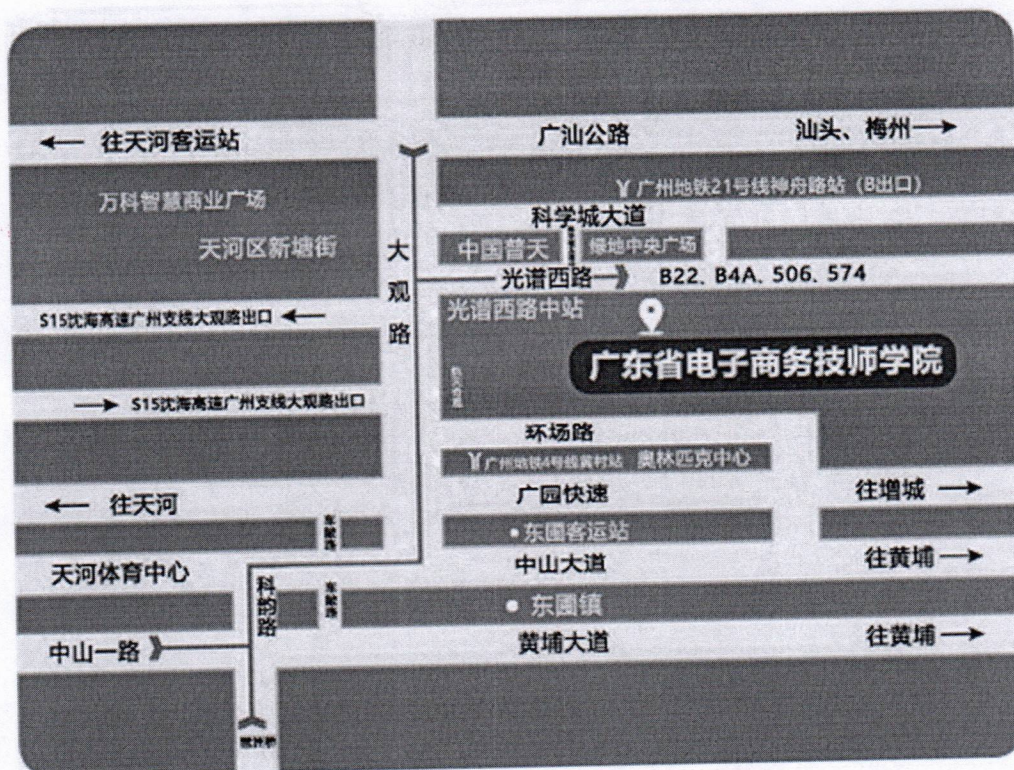 往天河客运站
广汕公路
汕头、梅州
万科智慧商业广场
广州地铁21号线神舟路站（B出口）
科学城大道
天河区新塘街
中国普天
绿地中央广场
大观路
光谱西路
B22、B4A、506、574
光谱西路中站
S15沈海高速广州支线大观路出口
广东省电子商务技师学院
S15沈海高速广州支线大观路出口
环场路
广州地铁4号线黄村站
奥林匹克中心
往天河
广园快速
往增城
东圃客运站
天河体育中心
中山大道
往黄埔
科韵路
东圃镇
中山一路
黄埔大道
往黄埔